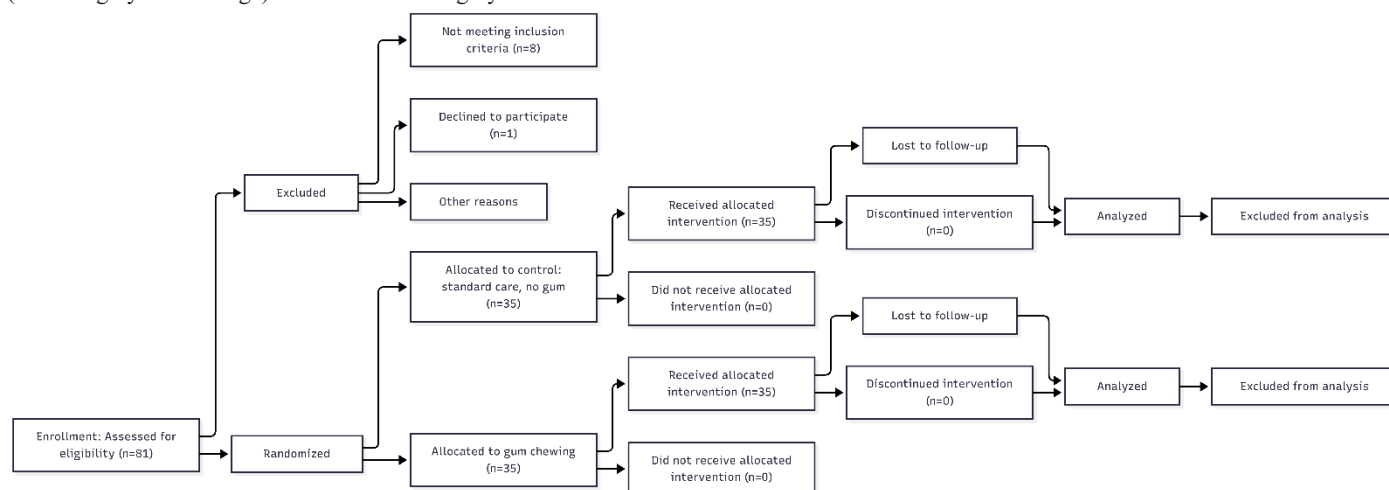 Not meeting inclusion
criteria (n=8)
Declined to participate
(n=1)
Excluded
Other reasons
Enrollment: Assessed for
eligibility (n=81)
Randomized
Allocated to control:
standard care, no gum
(n=35)
Received allocated
intervention (n=35)
Did not receive allocated
intervention (n=0)
Lost to follow-up
Discontinued intervention
(n=0)
Analyzed
Excluded from analysis
Allocated to gum chewing
(n=35)
Received allocated
intervention (n=35)
Did not receive allocated
intervention (n=0)
Lost to follow-up
Discontinued intervention
(n=0)
Analyzed
Excluded from analysis